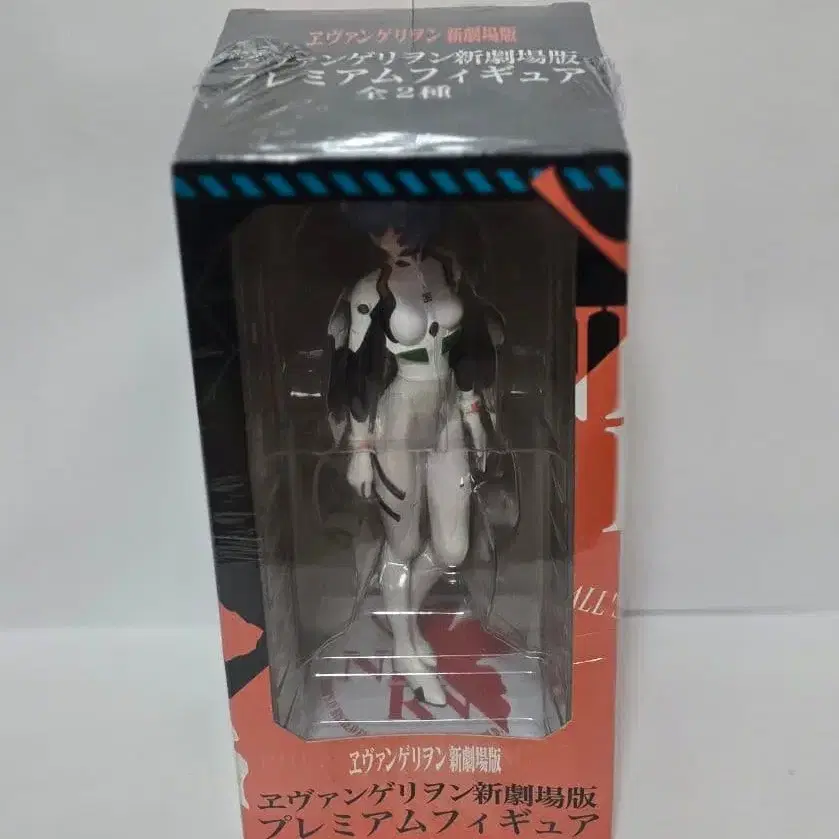 ヱヴァンゲリヲン 新劇場版
ヱヴァンゲリヲン新劇場版
プレミアムフィギュア
全2種
ALL'S
ヱヴァンゲリヲン新劇場版
ヱヴァンゲリヲン新劇場版
プレミアムフィギュア